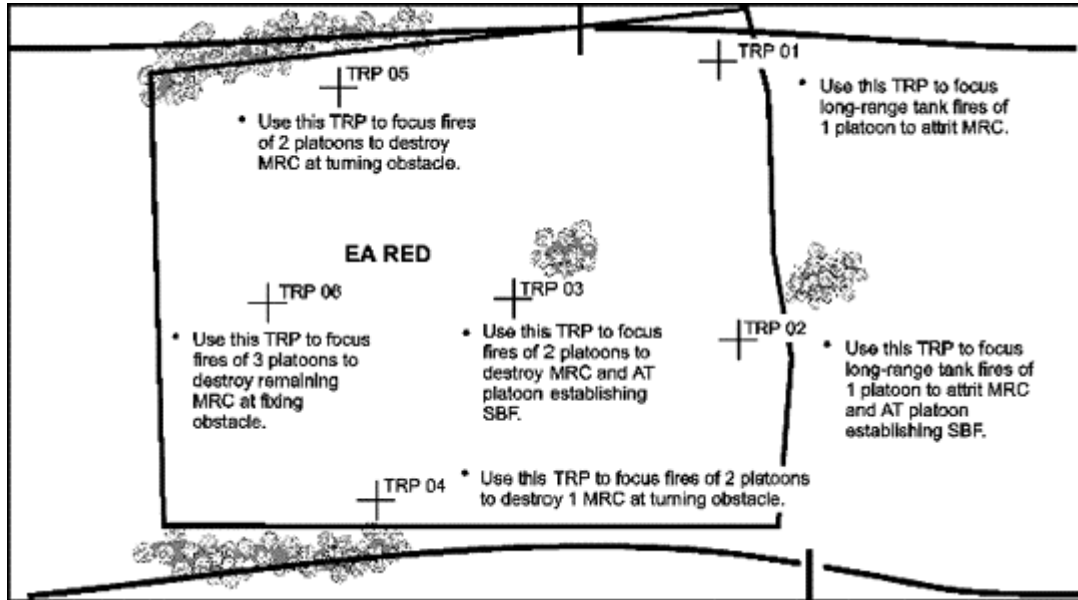 TRP 01
• Use this TRP to focus
long-range tank fires of
1 platoon to attrit MRC.
TRP 05
• Use this TRP to focus fires
of 2 platoons to destroy
MRC at turning obstacle.
EA RED
TRP 06
• Use this TRP to focus
fires of 3 platoons to
destroy remaining
MRC at fixing
obstacle.
TRP 03
• Use this TRP to focus
fires of 2 platoons to
destroy MRC and AT
platoon establishing
SBF.
TRP 02
• Use this TRP to focus
long-range tank fires of
1 platoon to attrit MRC
and AT platoon
establishing SBF.
TRP 04
• Use this TRP to focus fires of 2 platoons
to destroy 1 MRC at turning obstacle.